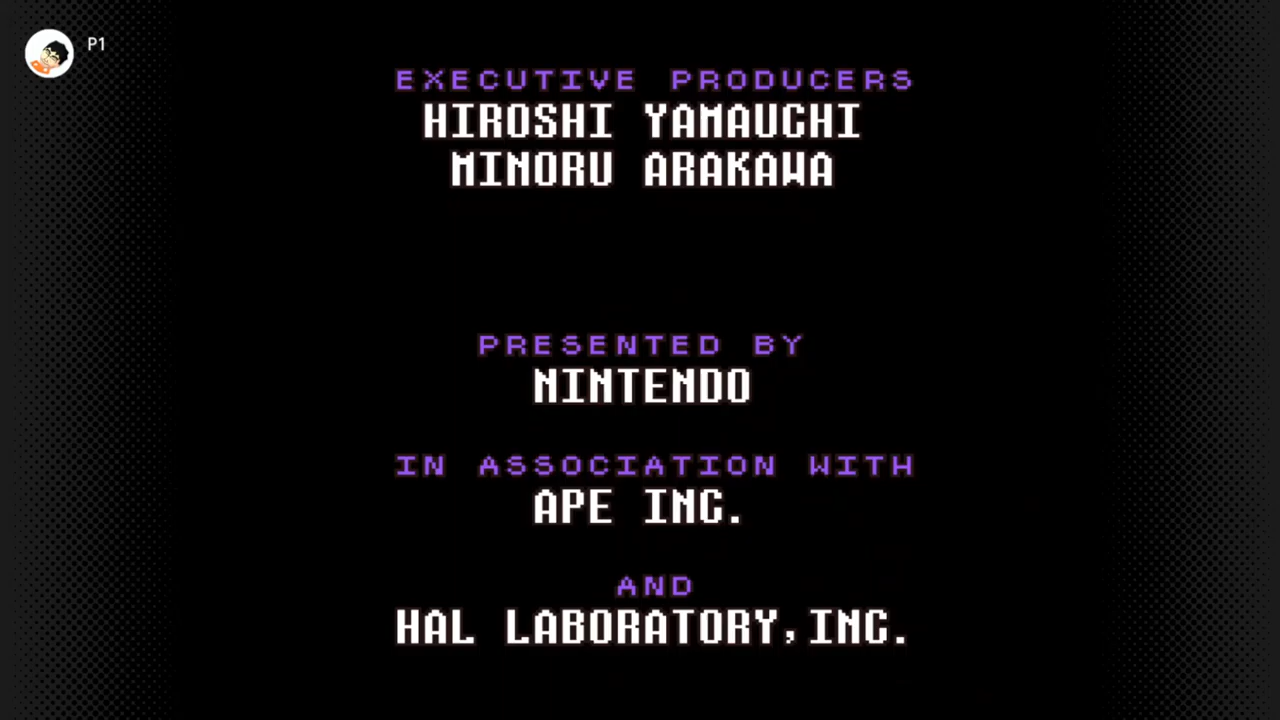 P1
EXECUTIVE PRODUCERS
HIROSHI YAMAUCHI
MINORU ARAKAWA
PRESENTED BY
NINTENDO
IN ASSOCIATION WITH
APE INC.
AND
HAL LABORATORY,INC.